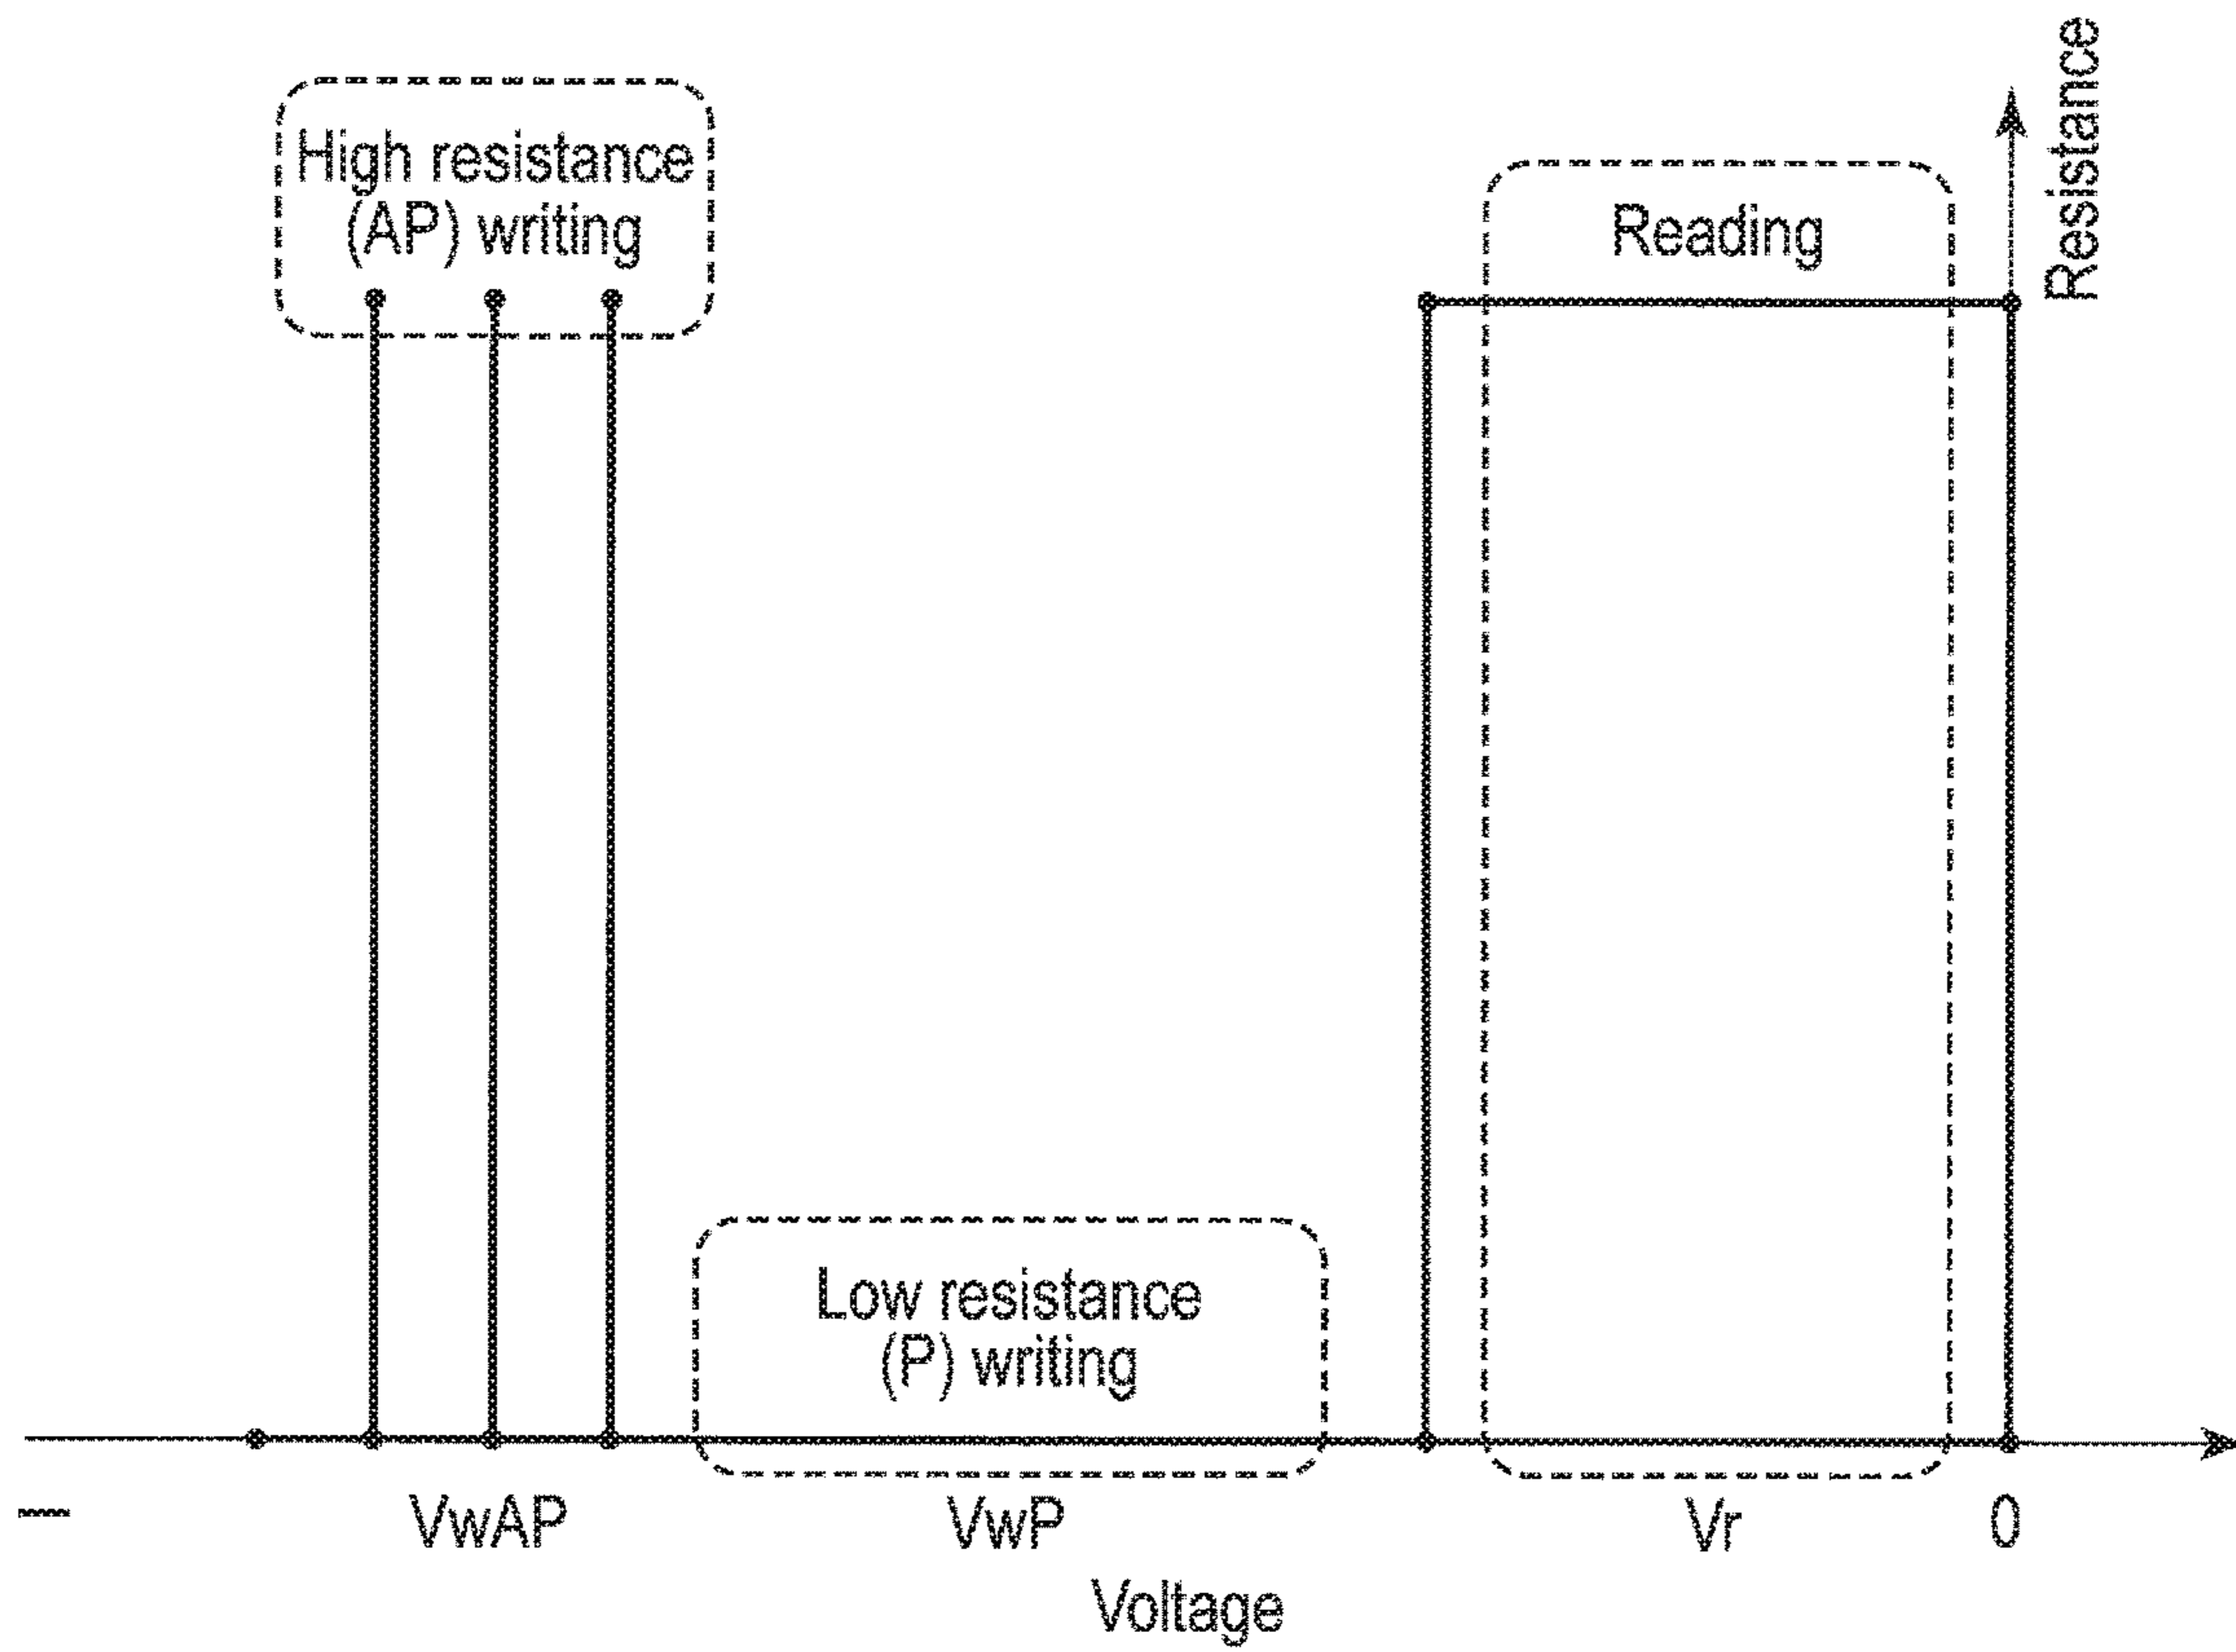 High resistance
(AP) writing
Reading
Resistance
Low resistance
(P) writing
—
VwAP
VwP
Vr
0
Voltage